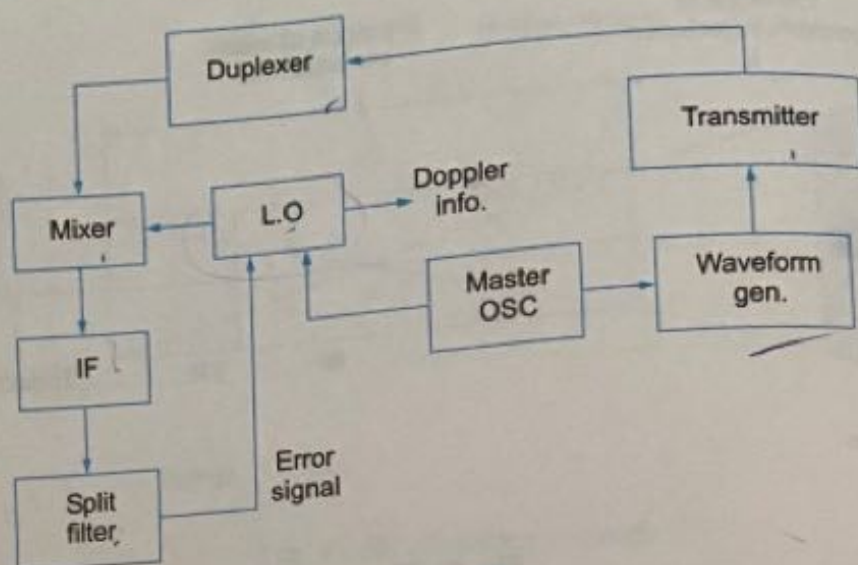 Duplexer
Transmitter
Doppler
info.
L.O
Mixer
Master
OSC
Waveform
gen.
IF
Error
signal
Split
filter